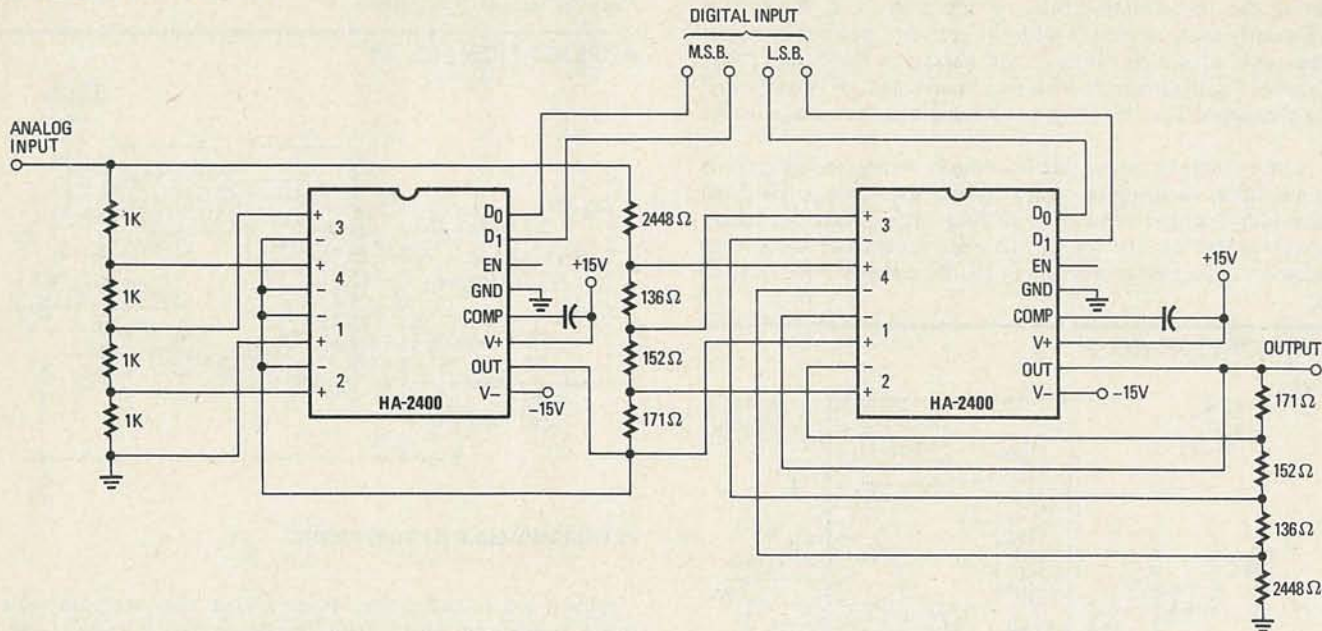 DIGITAL INPUT
M.S.B. L.S.B.
ANALOG
INPUT
1K
1K
1K
1K
+
3
−
+
4
−
−
1
+
−
2
+
D0
D1
EN
GND
COMP
V+
OUT
V−
HA-2400
+15V
−15V
2448Ω
136Ω
152Ω
171Ω
+
3
−
+
4
−
−
1
+
−
2
+
D0
D1
EN
GND
COMP
V+
OUT
V−
HA-2400
+15V
−15V
OUTPUT
171Ω
152Ω
136Ω
2448Ω